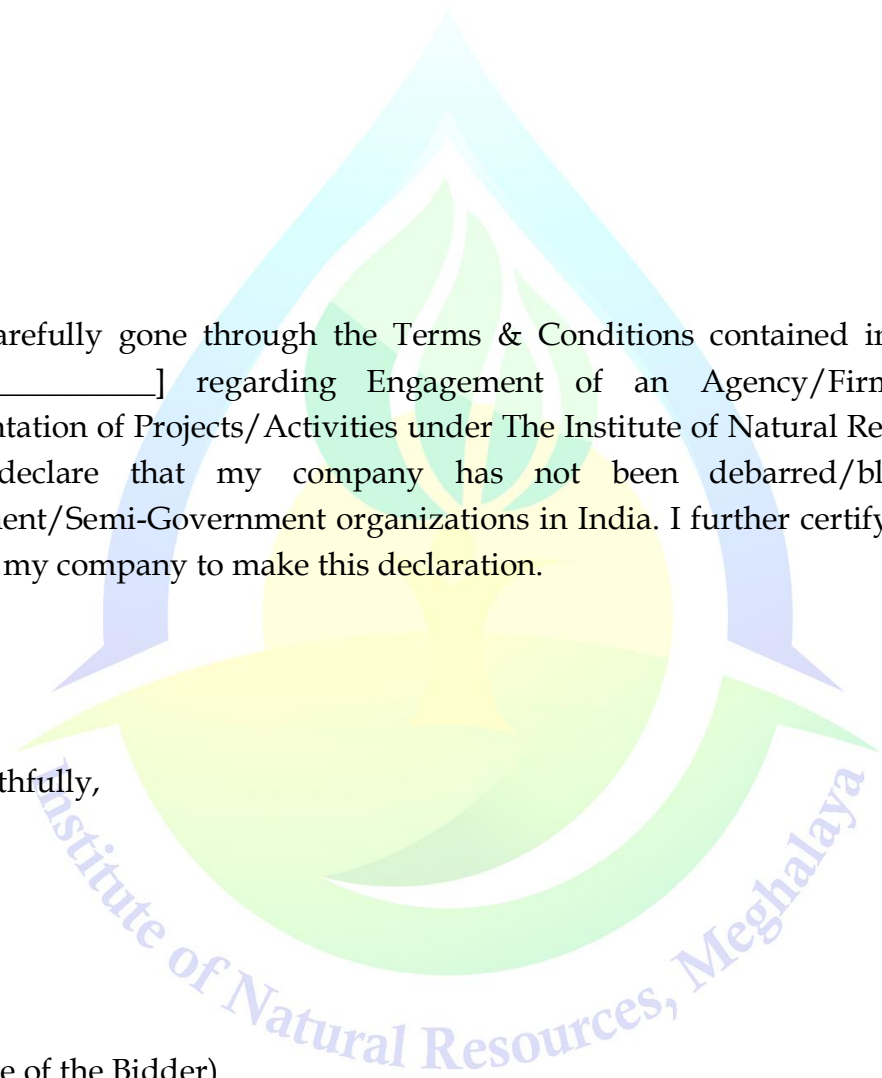 arefully gone through the Terms & Conditions contained in
__________] regarding Engagement of an Agency/Firm
ntation of Projects/Activities under The Institute of Natural Re
declare that my company has not been debarred/bl
nent/Semi-Government organizations in India. I further certify
my company to make this declaration.
thfully,
Institute of Natural Resources, Meghalaya
e of the Bidder)